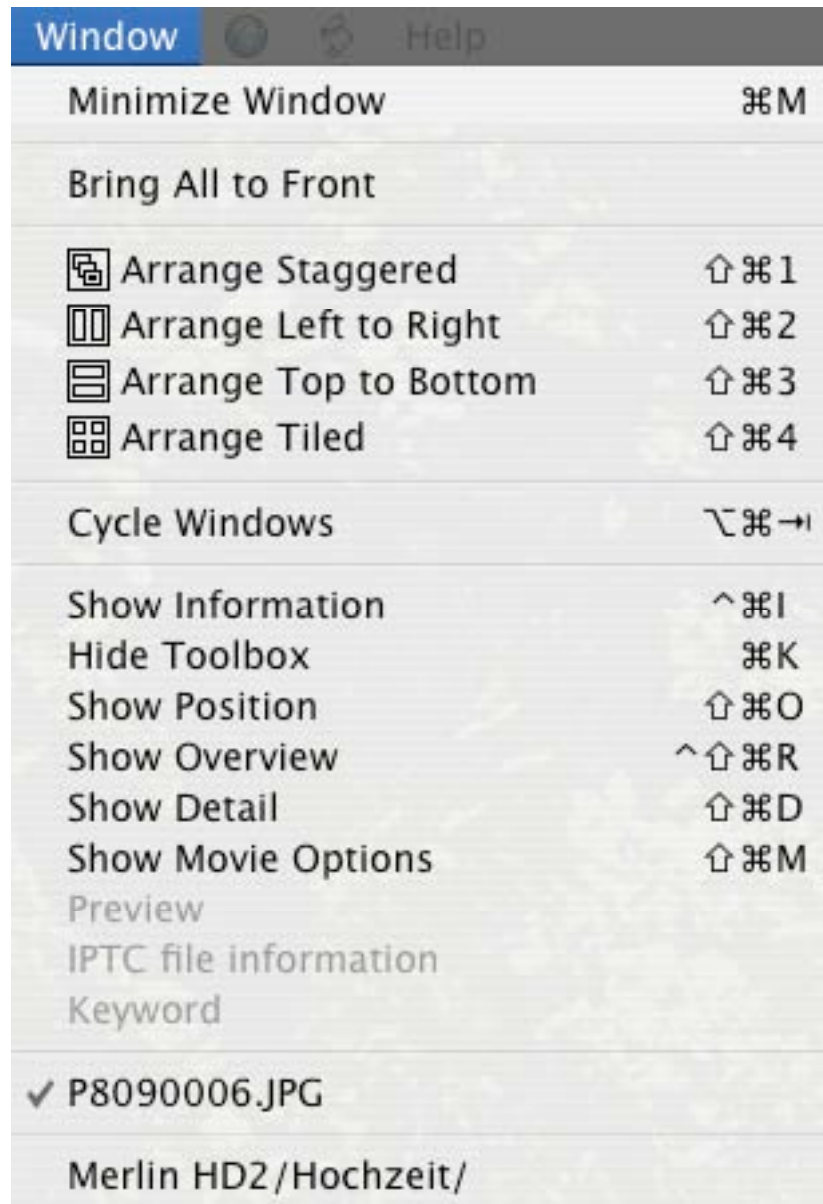 Window Help
Minimize Window ⌘M
Bring All to Front
Arrange Staggered ⇧⌘1
Arrange Left to Right ⇧⌘2
Arrange Top to Bottom ⇧⌘3
Arrange Tiled ⇧⌘4
Cycle Windows ⌥⌘⇥
Show Information ^⌘I
Hide Toolbox ⌘K
Show Position ⇧⌘O
Show Overview ^⇧⌘R
Show Detail ⇧⌘D
Show Movie Options ⇧⌘M
Preview
IPTC file information
Keyword
✓ P8090006.JPG
Merlin HD2/Hochzeit/